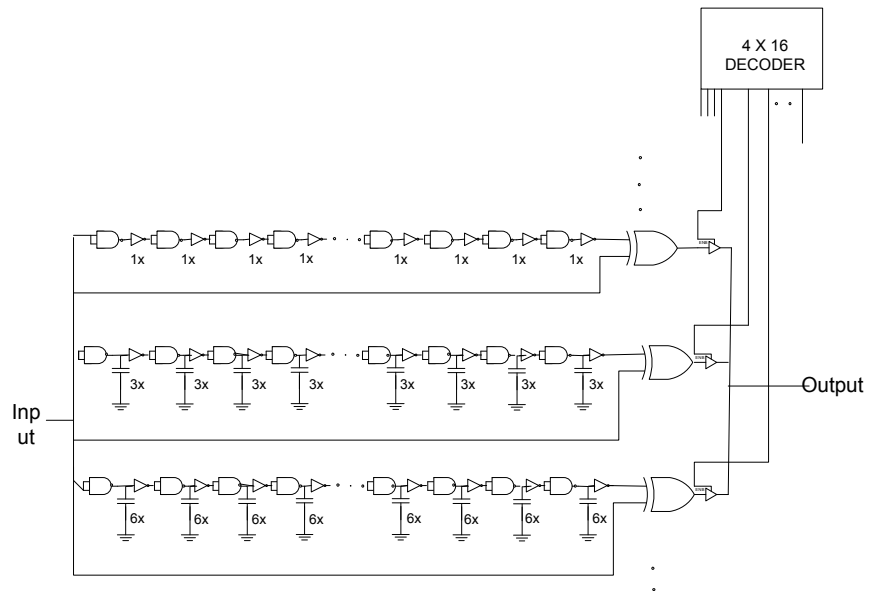 4 X 16
DECODER
1x 1x 1x 1x 1x 1x 1x 1x
3x 3x 3x 3x 3x 3x 3x 3x
Output
Inp
ut
6x 6x 6x 6x 6x 6x 6x 6x